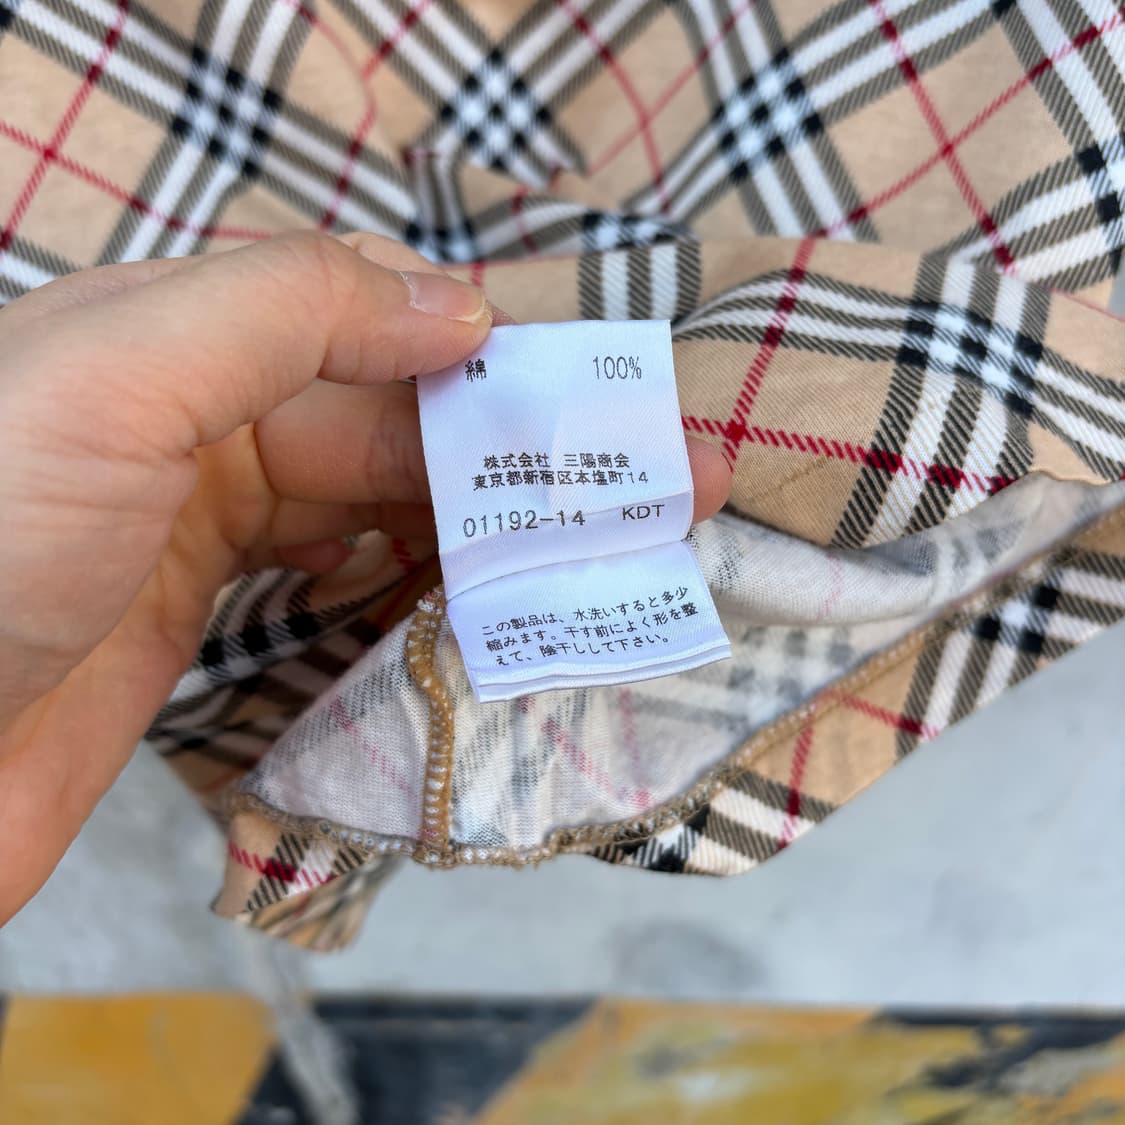 綿 100%
株式会社 三陽商会
東京都新宿区本塩町14
01192-14 KDT
この製品は、水洗いすると多少
縮みます。干す前によく形を整
えて、陰干しして下さい。